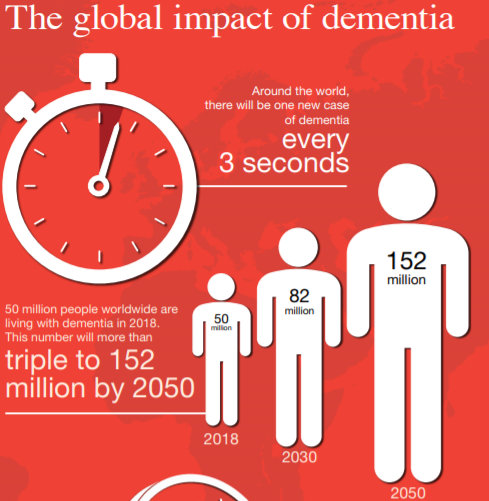 The global impact of dementia
Around the world,
there will be one new case
of dementia
every
3 seconds
50 million people worldwide are
living with dementia in 2018.
This number will more than
triple to 152
million by 2050
50
million
2018
82
million
2030
152
million
2050